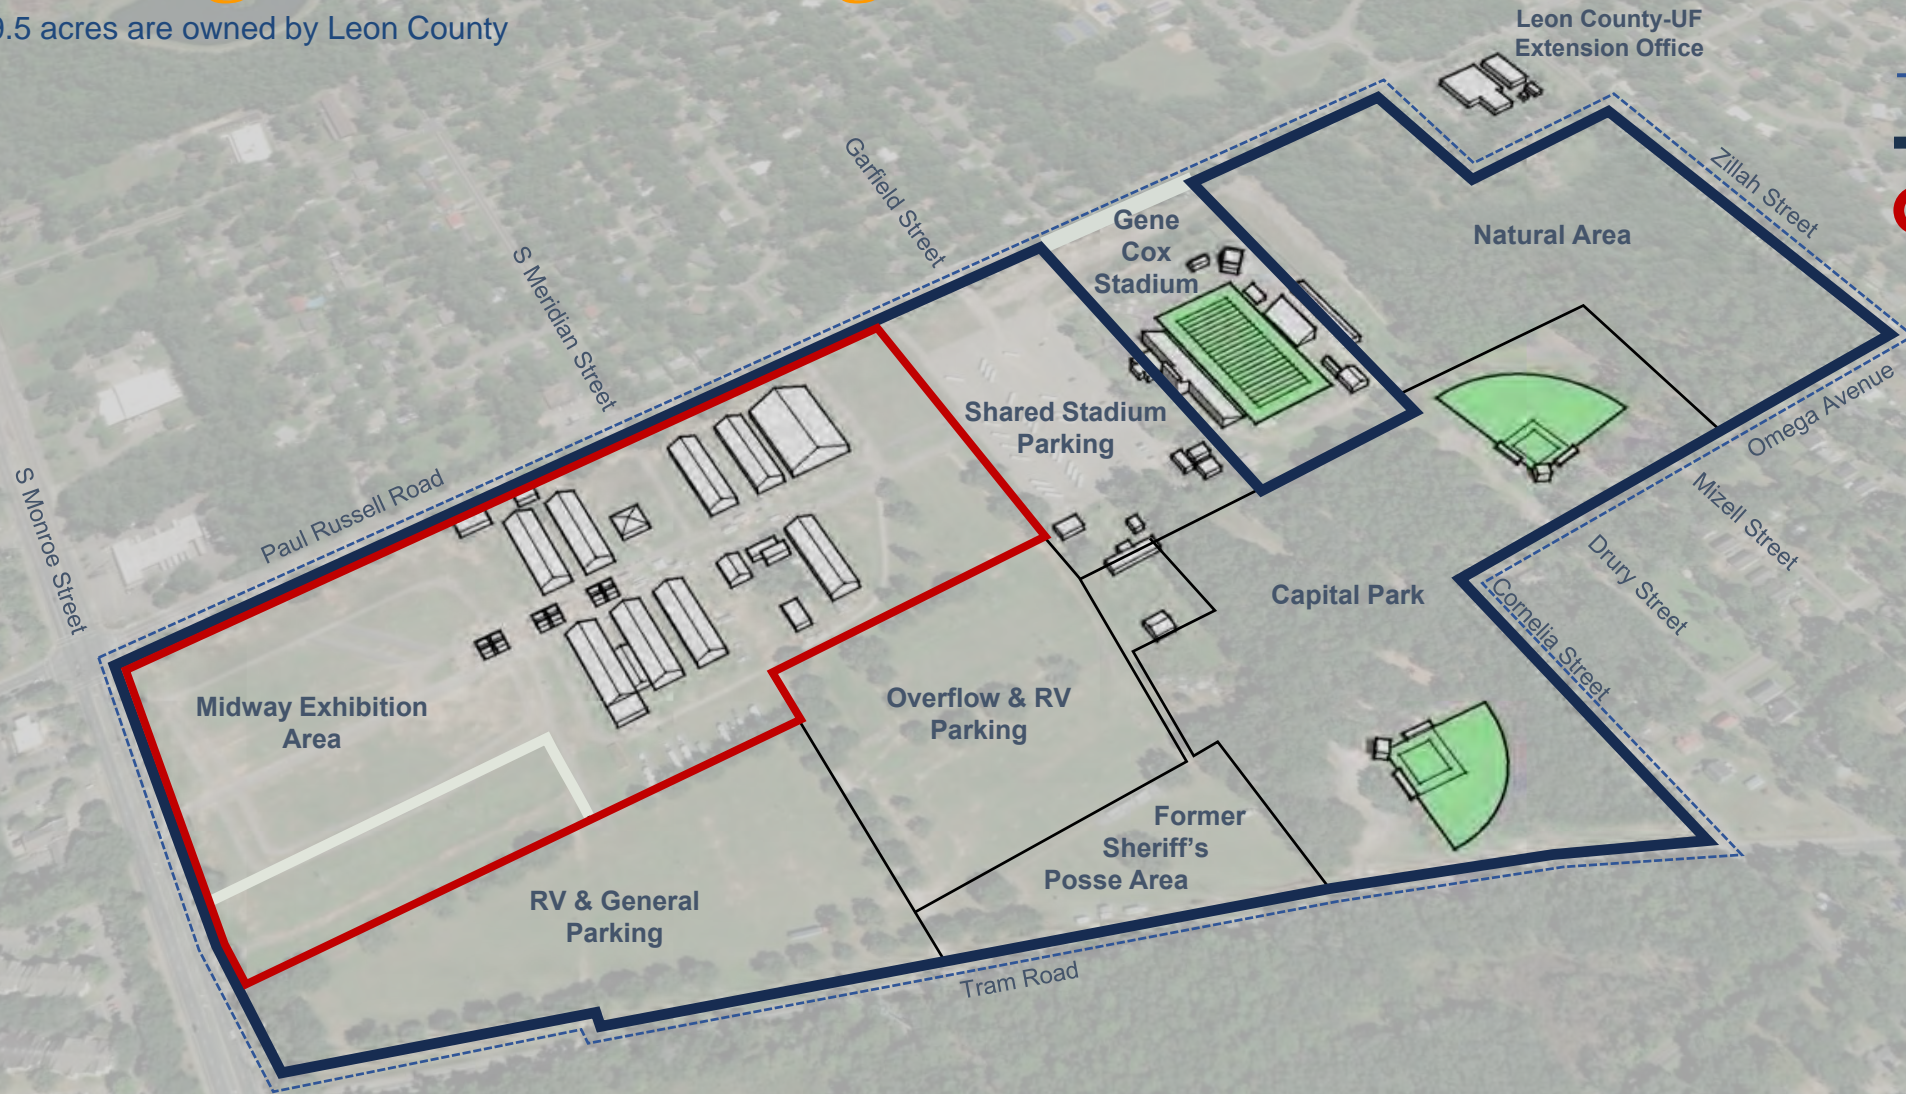 9.5 acres are owned by Leon County
Leon County-UF
Extension Office
Zillah Street
Garfield Street
Gene
Cox
Stadium
Natural Area
S Meridian Street
Shared Stadium
Parking
Omega Avenue
Paul Russell Road
S Monroe Street
Mizell Street
Drury Street
Capital Park
Cornelia Street
Midway Exhibition
Area
Overflow & RV
Parking
Former
Sheriff's
Posse Area
RV & General
Parking
Tram Road